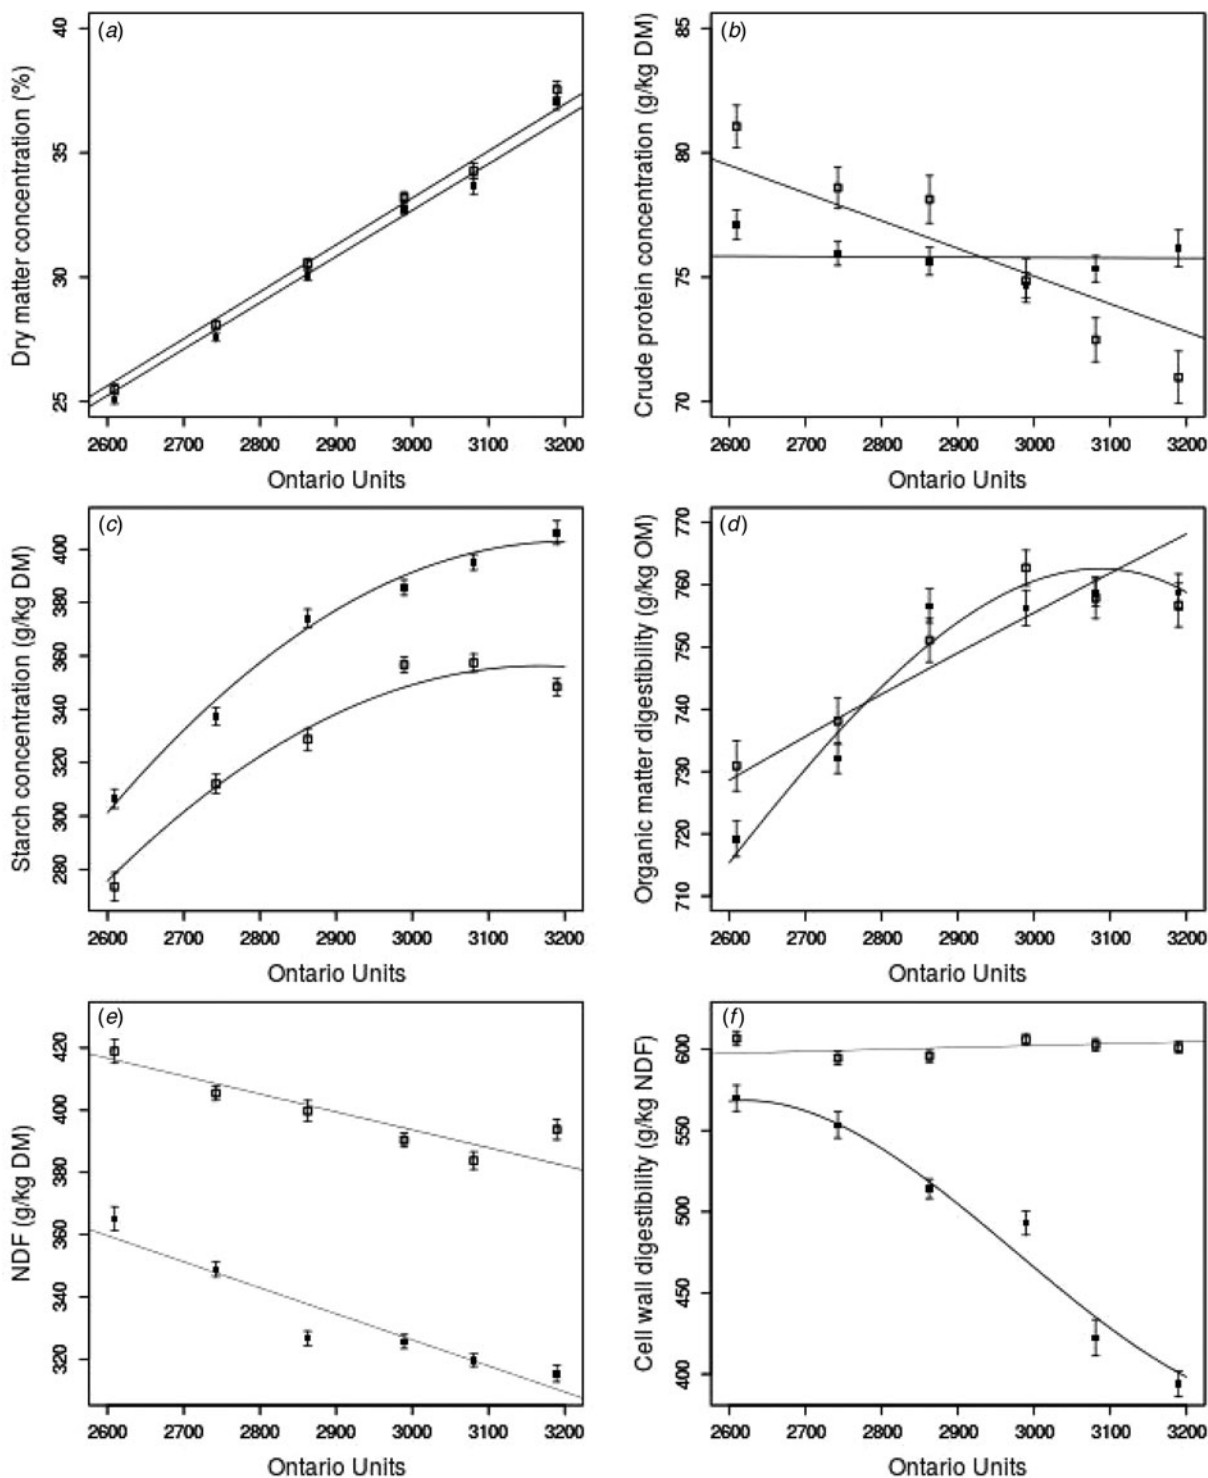 (a)
Dry matter concentration (%)
40
35
30
25
2600 2700 2800 2900 3000 3100 3200
Ontario Units
(b)
Crude protein concentration (g/kg DM)
85
80
75
70
2600 2700 2800 2900 3000 3100 3200
Ontario Units
(c)
Starch concentration (g/kg DM)
400
380
360
340
320
300
280
2600 2700 2800 2900 3000 3100 3200
Ontario Units
(d)
Organic matter digestibility (g/kg OM)
770
760
750
740
730
720
710
2600 2700 2800 2900 3000 3100 3200
Ontario Units
(e)
NDF (g/kg DM)
420
400
380
360
340
320
2600 2700 2800 2900 3000 3100 3200
Ontario Units
(f)
Cell wall digestibility (g/kg NDF)
600
550
500
450
400
2600 2700 2800 2900 3000 3100 3200
Ontario Units